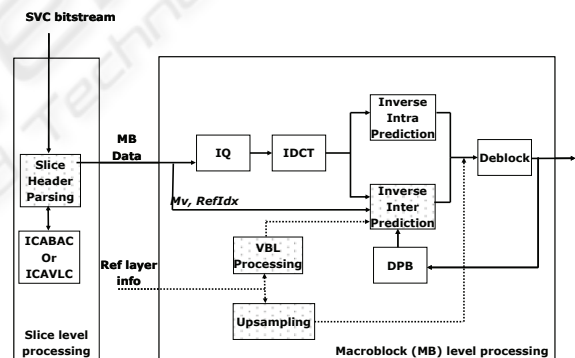 SVC bitstream
Slice
Header
Parsing
ICABAC
Or
ICAVLC
Slice level
processing
MB
Data
IQ
IDCT
Inverse
Intra
Prediction
Inverse
Inter
Prediction
Deblock
Mv, RefIdx
VBL
Processing
DPB
Ref layer
info
Upsampling
Macroblock (MB) level processing